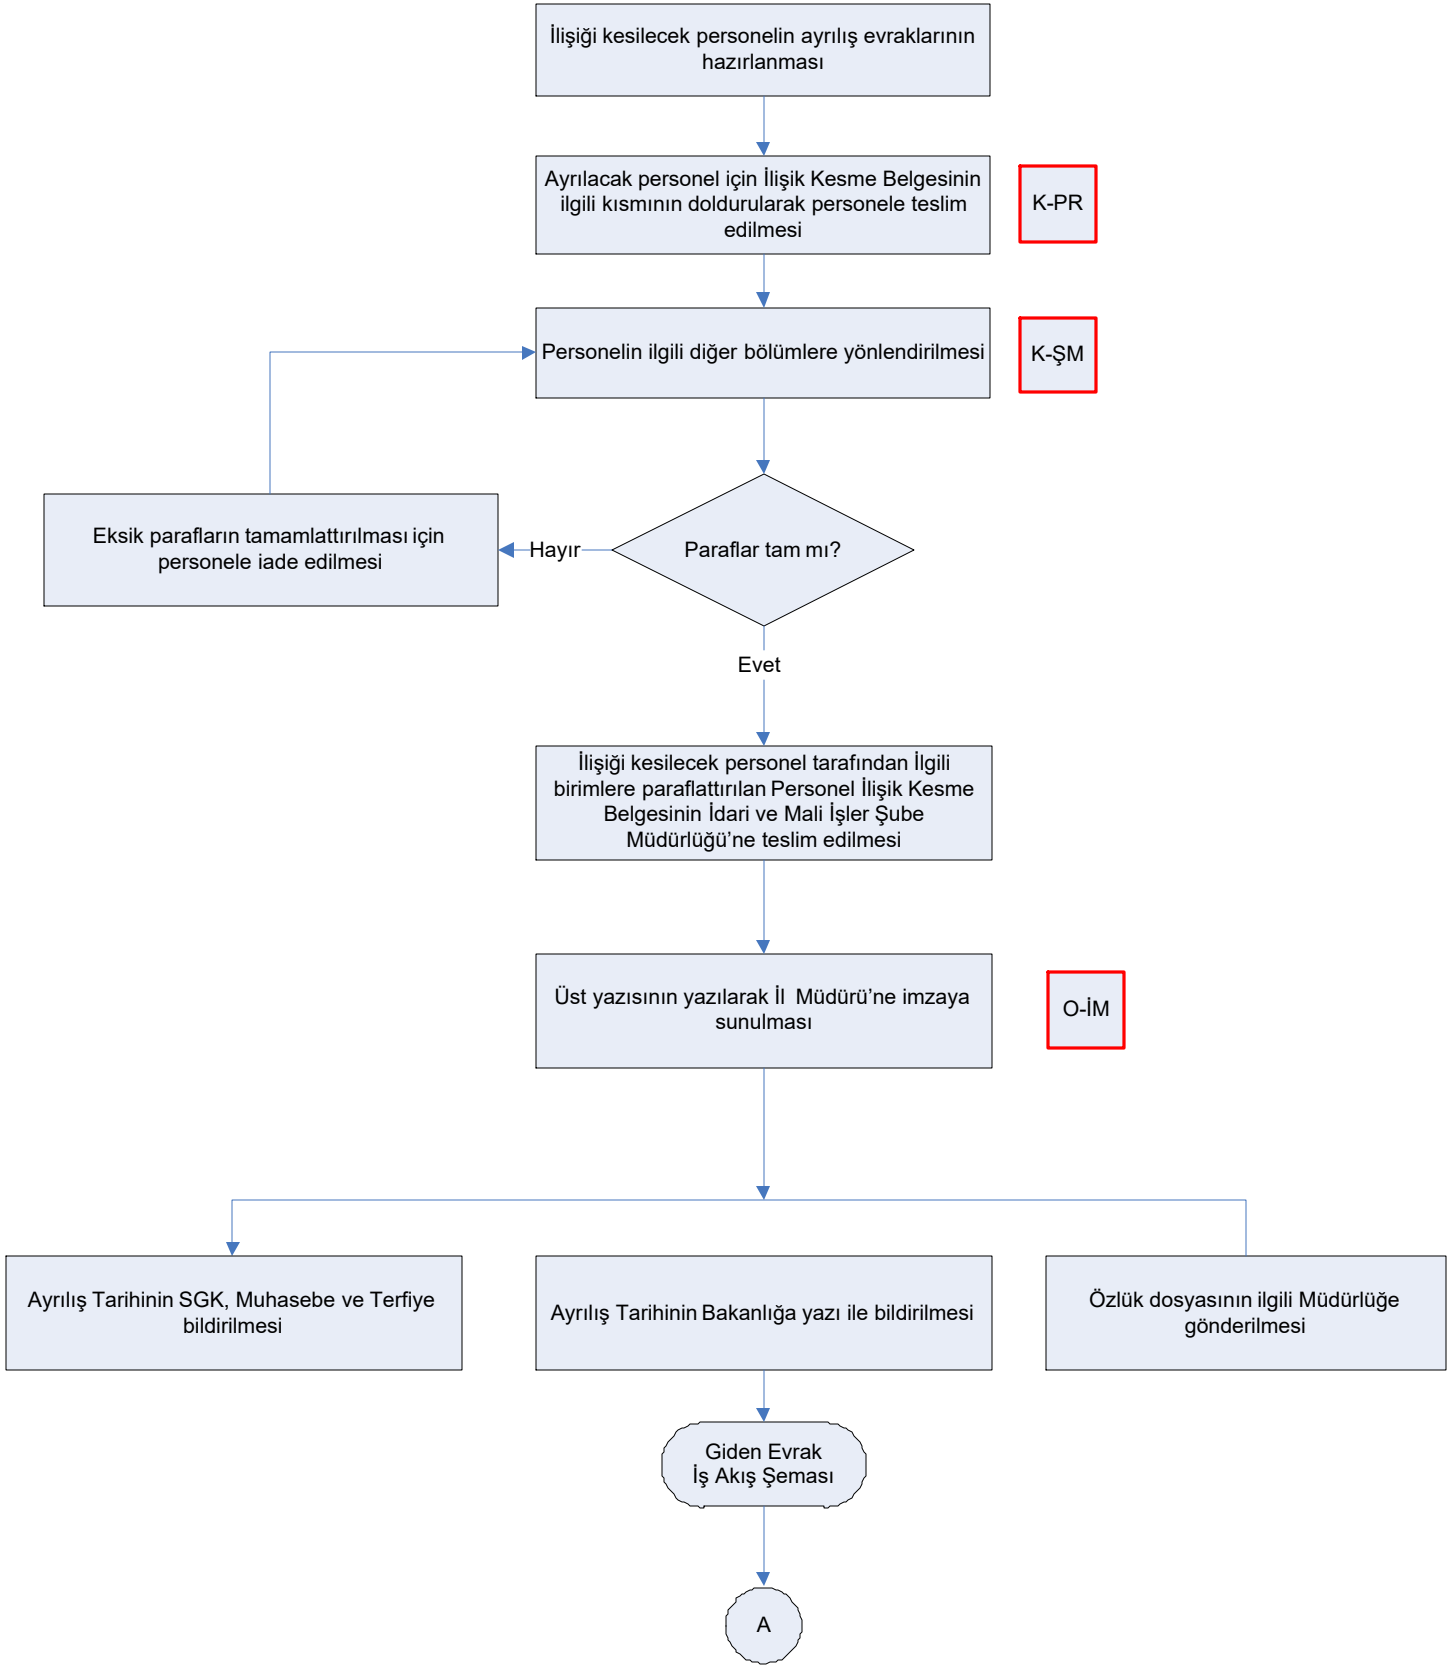 İlişiği kesilecek personelin ayrılış evraklarının
hazırlanması
Ayrılacak personel için İlişik Kesme Belgesinin
ilgili kısmının doldurularak personele teslim
edilmesi
K-PR
Personelin ilgili diğer bölümlere yönlendirilmesi
K-ŞM
Eksik parafların tamamlattırılması için
personele iade edilmesi
Hayır
Paraflar tam mı?
Evet
İlişiği kesilecek personel tarafından İlgili
birimlere paraflattırılan Personel İlişik Kesme
Belgesinin İdari ve Mali İşler Şube
Müdürlüğü’ne teslim edilmesi
Üst yazısının yazılarak İl Müdürü’ne imzaya
sunulması
O-İM
Ayrılış Tarihinin SGK, Muhasebe ve Terfiye
bildirilmesi
Ayrılış Tarihinin Bakanlığa yazı ile bildirilmesi
Özlük dosyasının ilgili Müdürlüğe
gönderilmesi
Giden Evrak
İş Akış Şeması
A